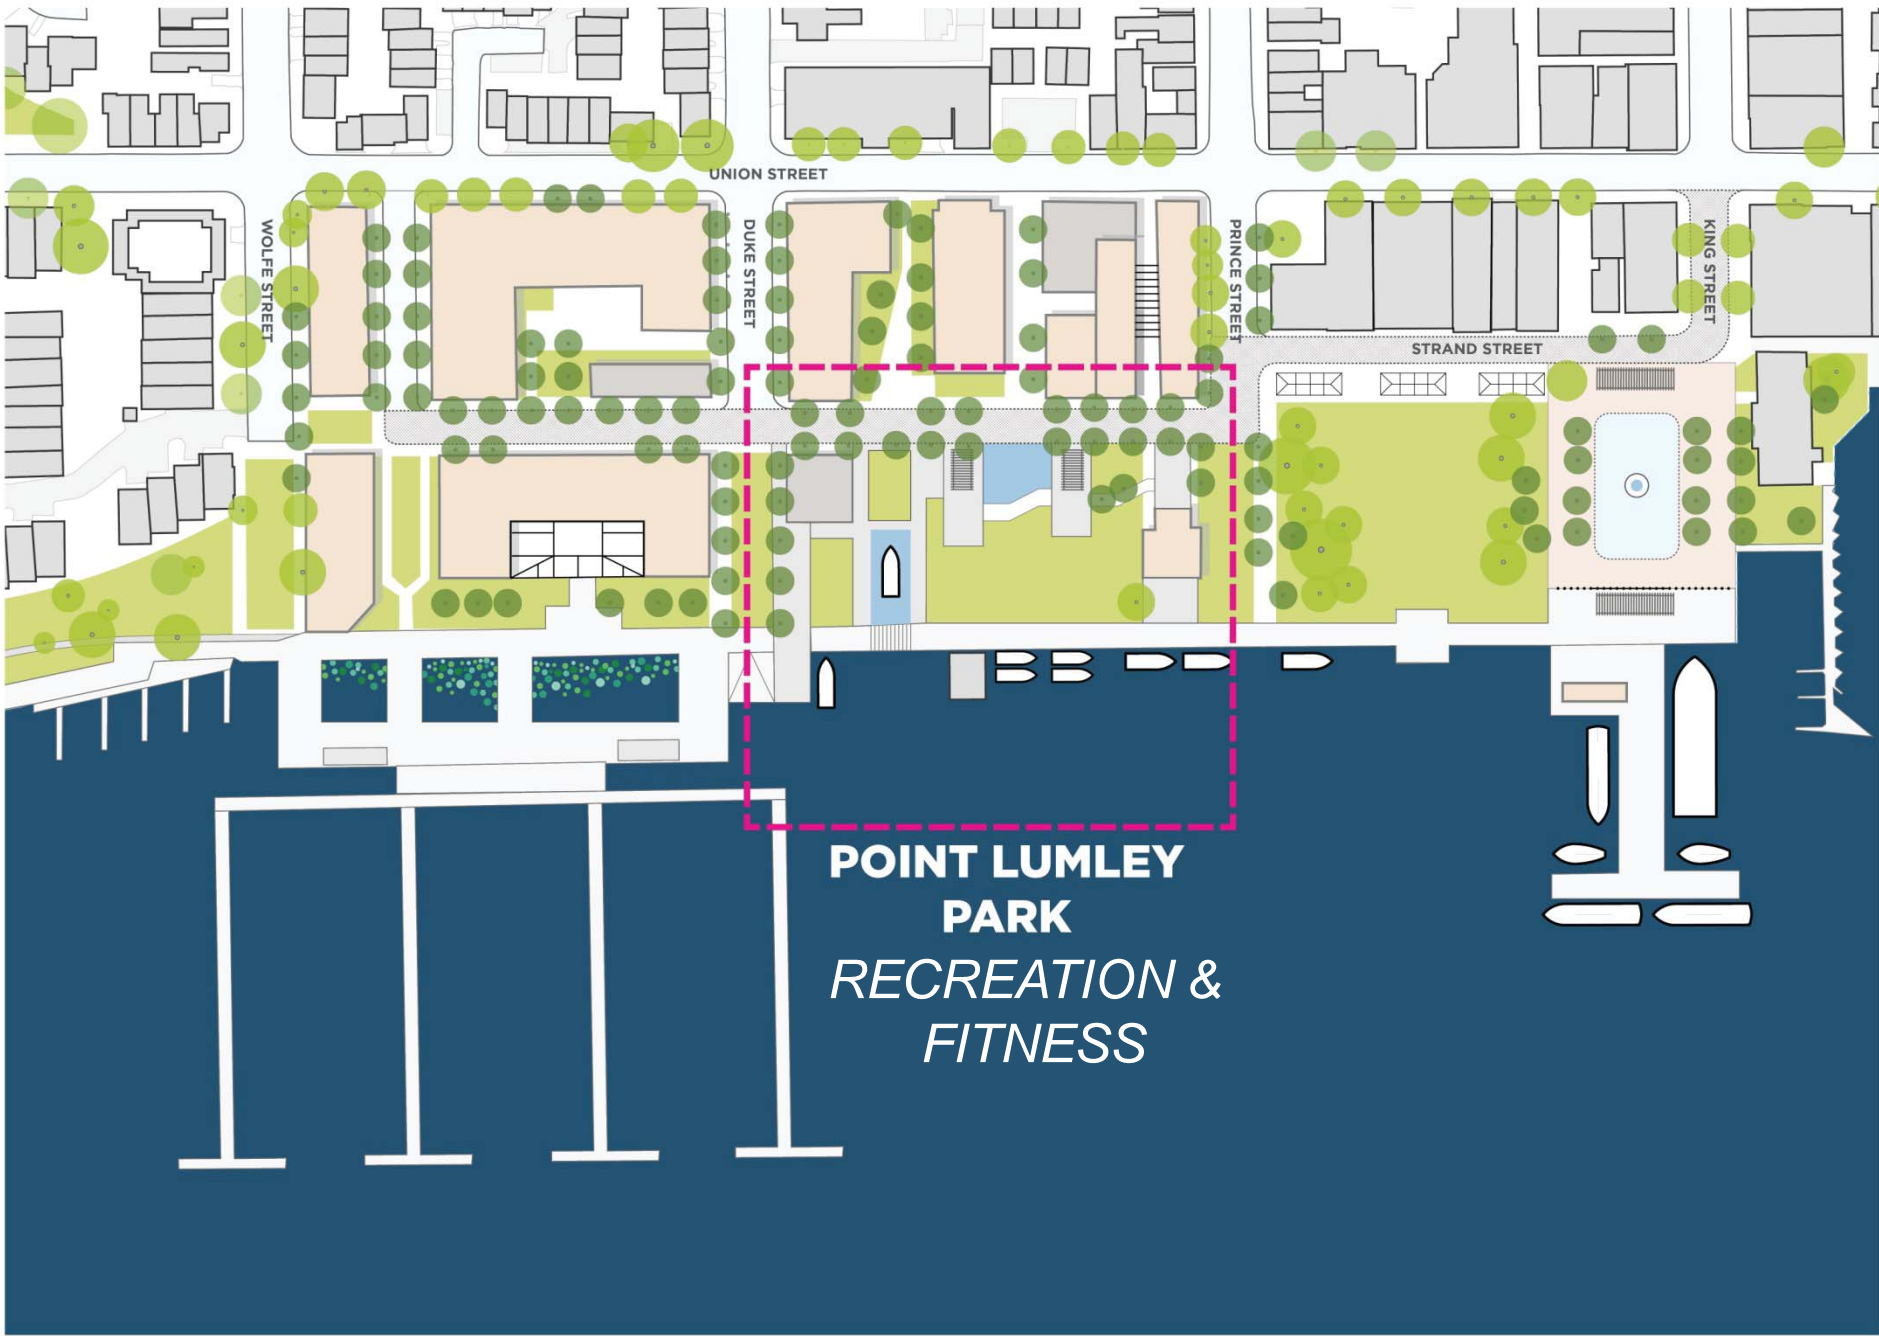 UNION STREET
WOLFE STREET
DUKE STREET
PRINCE STREET
KING STREET
STRAND STREET
POINT LUMLEY
PARK
RECREATION &
FITNESS